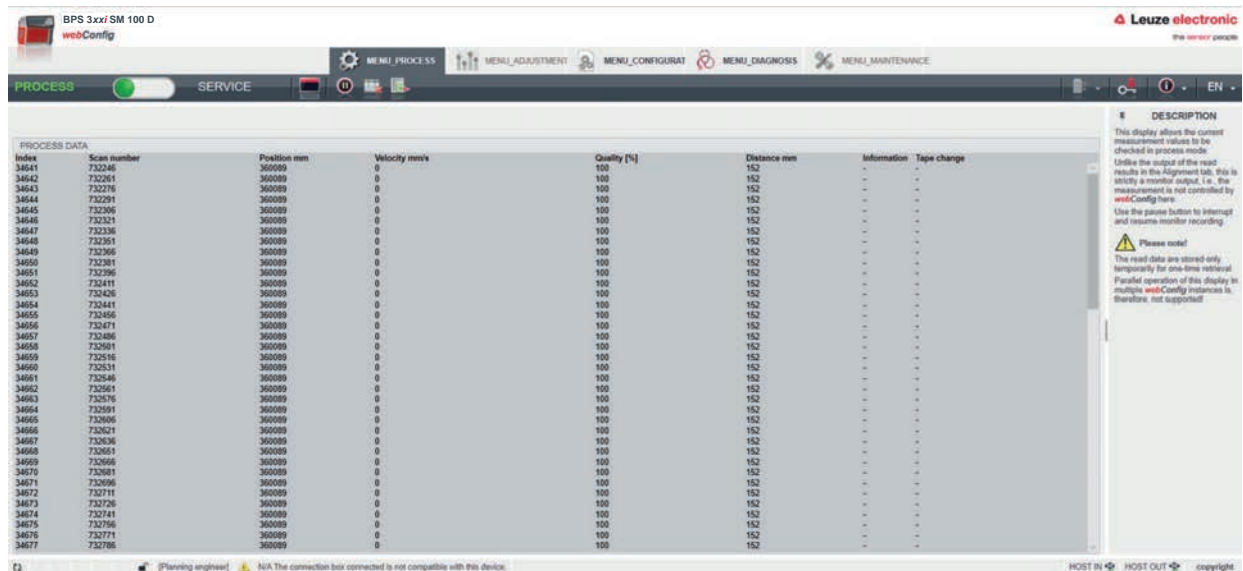 BPS 3xxi SM 100 D
webConfig
Leuze electronic
the sensor people
MENU_PROCESS
MENU_ADJUSTMENT
MENU_CONFIGURAT
MENU_DIAGNOSIS
MENU_MAINTENANCE
PROCESS
SERVICE
EN
PROCESS DATA
Index Scan number Position mm Velocity mm/s Quality [%] Distance mm Information Tape change
34641 732246 360089 0 100 152 - -
34642 732261 360089 0 100 152 - -
34643 732276 360089 0 100 152 - -
34644 732291 360089 0 100 152 - -
34645 732306 360089 0 100 152 - -
34646 732321 360089 0 100 152 - -
34647 732336 360089 0 100 152 - -
34648 732351 360089 0 100 152 - -
34649 732366 360089 0 100 152 - -
34650 732381 360089 0 100 152 - -
34651 732396 360089 0 100 152 - -
34652 732411 360089 0 100 152 - -
34653 732426 360089 0 100 152 - -
34654 732441 360089 0 100 152 - -
34655 732456 360089 0 100 152 - -
34656 732471 360089 0 100 152 - -
34657 732486 360089 0 100 152 - -
34658 732501 360089 0 100 152 - -
34659 732516 360089 0 100 152 - -
34660 732531 360089 0 100 152 - -
34661 732546 360089 0 100 152 - -
34662 732561 360089 0 100 152 - -
34663 732576 360089 0 100 152 - -
34664 732591 360089 0 100 152 - -
34665 732606 360089 0 100 152 - -
34666 732621 360089 0 100 152 - -
34667 732636 360089 0 100 152 - -
34668 732651 360089 0 100 152 - -
34669 732666 360089 0 100 152 - -
34670 732681 360089 0 100 152 - -
34671 732696 360089 0 100 152 - -
34672 732711 360089 0 100 152 - -
34673 732726 360089 0 100 152 - -
34674 732741 360089 0 100 152 - -
34675 732756 360089 0 100 152 - -
34676 732771 360089 0 100 152 - -
34677 732786 360089 0 100 152 - -
DESCRIPTION
This display allows the current
measurement values to be
checked in process mode.
Unlike the output of the read
results in the Alignment tab, this is
strictly a monitor output, i.e., the
measurement is not controlled by
webConfig here.
Use the pause button to interrupt
and resume monitor recording.
Please note!
The read data are stored only
temporarily for one-time retrieval.
Parallel operation of this display in
multiple webConfig instances is,
therefore, not supported!
[Planning engineer] N/A The connection box connected is not compatible with this device.
HOST IN HOST OUT copyright